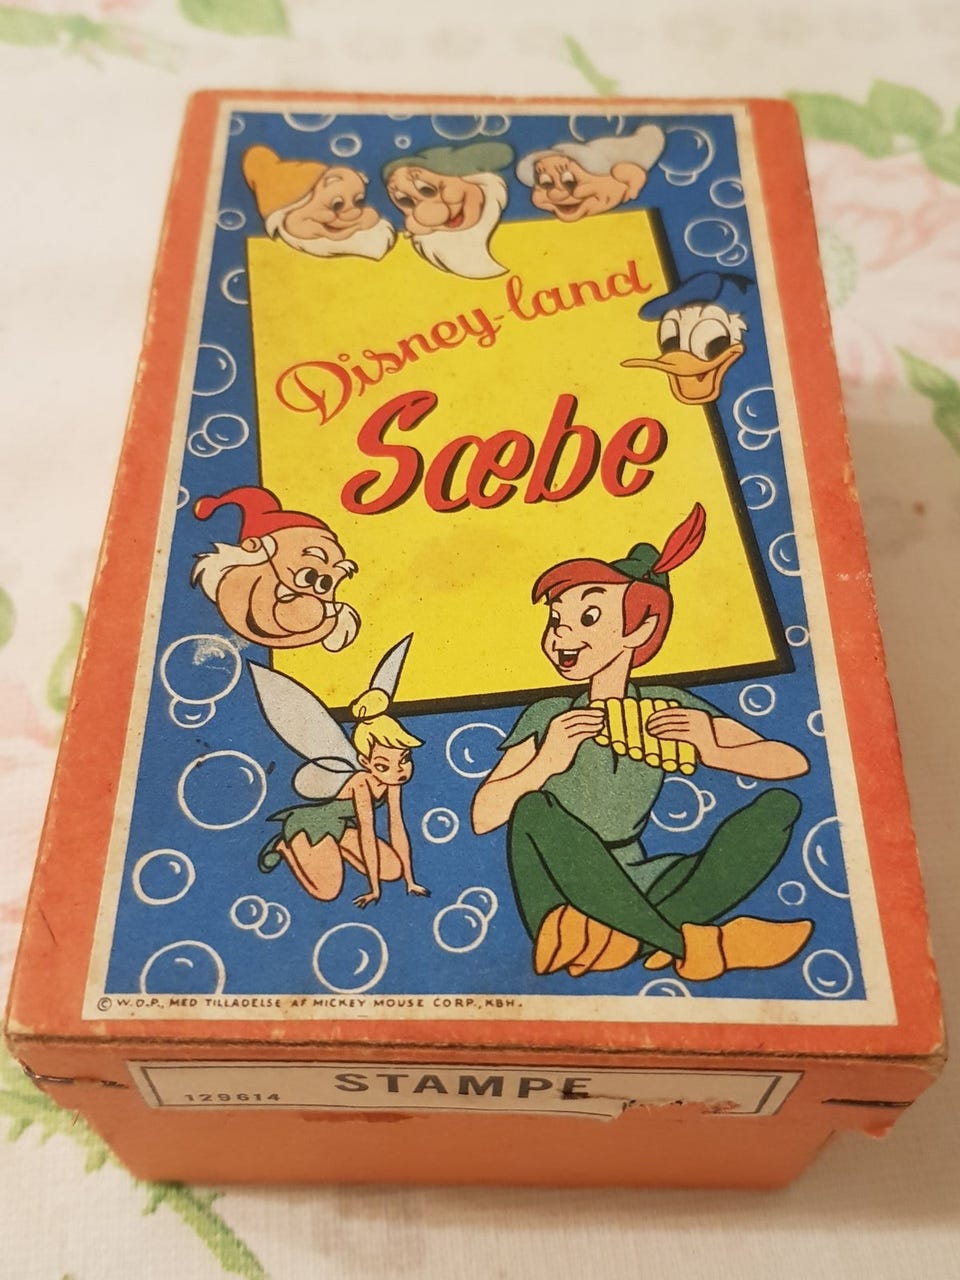 Disney-land
Sæbe
© W.D.P., MED TILLADELSE AF MICKEY MOUSE CORP., KBH.
STAMPE
129614